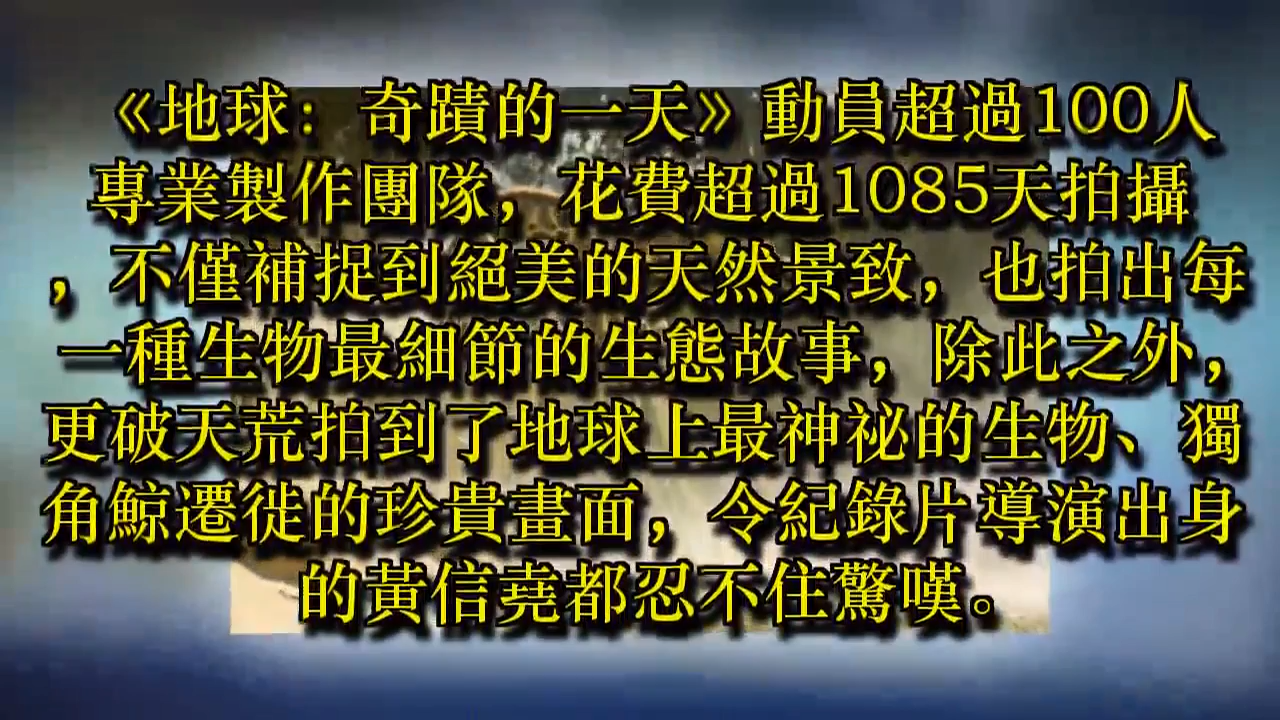 《地球：奇蹟的一天》動員超過100人
專業製作團隊，花費超過1085天拍攝
，不僅補捉到絕美的天然景致，也拍出每
一種生物最細節的生態故事，除此之外，
更破天荒拍到了地球上最神祕的生物、獨
角鯨遷徙的珍貴畫面，令紀錄片導演出身
的黃信堯都忍不住驚嘆。